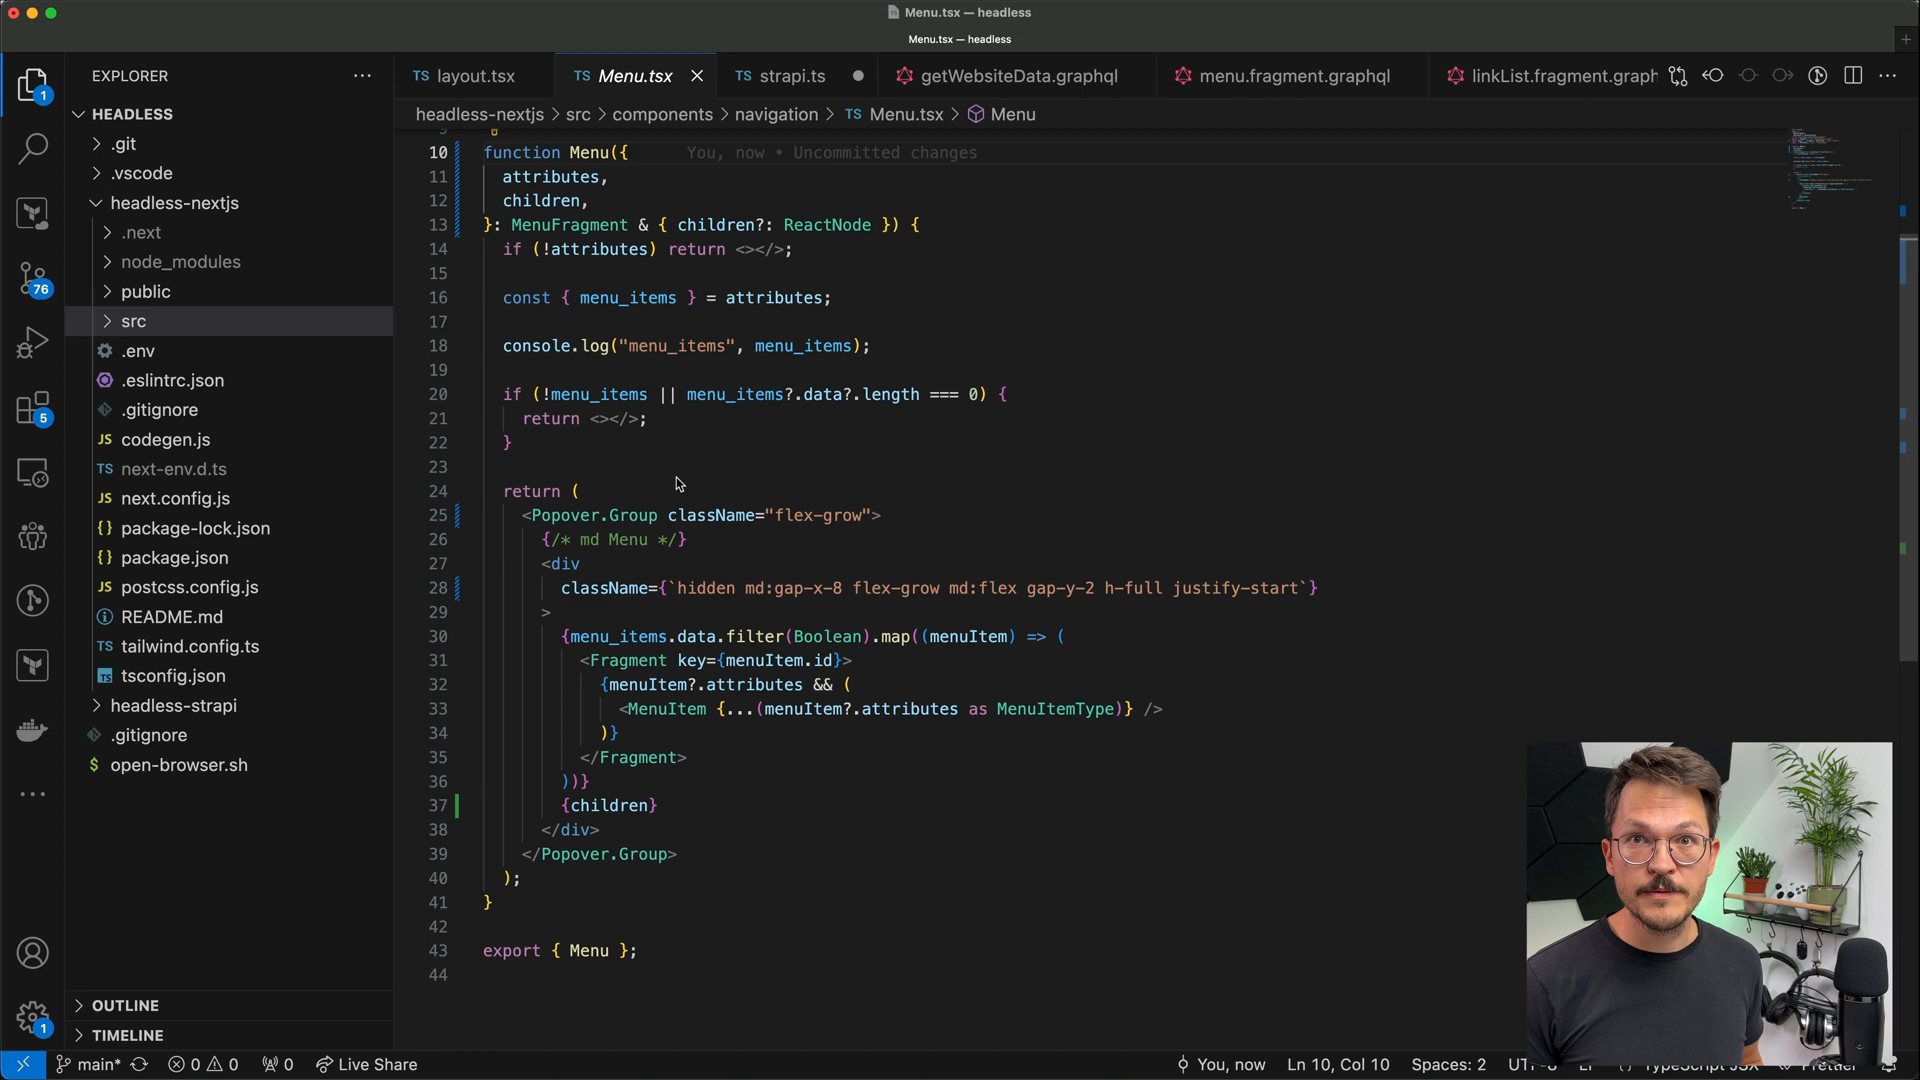 Menu.tsx — headless
Menu.tsx — headless
EXPLORER
HEADLESS
.git
.vscode
headless-nextjs
.next
node_modules
public
src
.env
.eslintrc.json
.gitignore
JS codegen.js
TS next-env.d.ts
JS next.config.js
{} package-lock.json
{} package.json
JS postcss.config.js
README.md
TS tailwind.config.ts
TS tsconfig.json
headless-strapi
.gitignore
$ open-browser.sh
OUTLINE
TIMELINE
1
76
5
1
TS layout.tsx
TS Menu.tsx
TS strapi.ts
getWebsiteData.graphql
menu.fragment.graphql
linkList.fragment.graph
headless-nextjs > src > components > navigation > TS Menu.tsx > Menu
10 function Menu({ You, now • Uncommitted changes
11 attributes,
12 children,
13 }: MenuFragment & { children?: ReactNode }) {
14 if (!attributes) return <></>;
15
16 const { menu_items } = attributes;
17
18 console.log("menu_items", menu_items);
19
20 if (!menu_items || menu_items?.data?.length === 0) {
21 return <></>;
22 }
23
24 return (
25 <Popover.Group className="flex-grow">
26 {/* md Menu */}
27 <div
28 className={`hidden md:gap-x-8 flex-grow md:flex gap-y-2 h-full justify-start`}
29 >
30 {menu_items.data.filter(Boolean).map((menuItem) => (
31 <Fragment key={menuItem.id}>
32 {menuItem?.attributes && (
33 <MenuItem {...(menuItem?.attributes as MenuItemType)} />
34 )}
35 </Fragment>
36 ))}
37 {children}
38 </div>
39 </Popover.Group>
40 );
41 }
42
43 export { Menu };
44
main* 0 0 0 Live Share
You, now Ln 10, Col 10 Spaces: 2